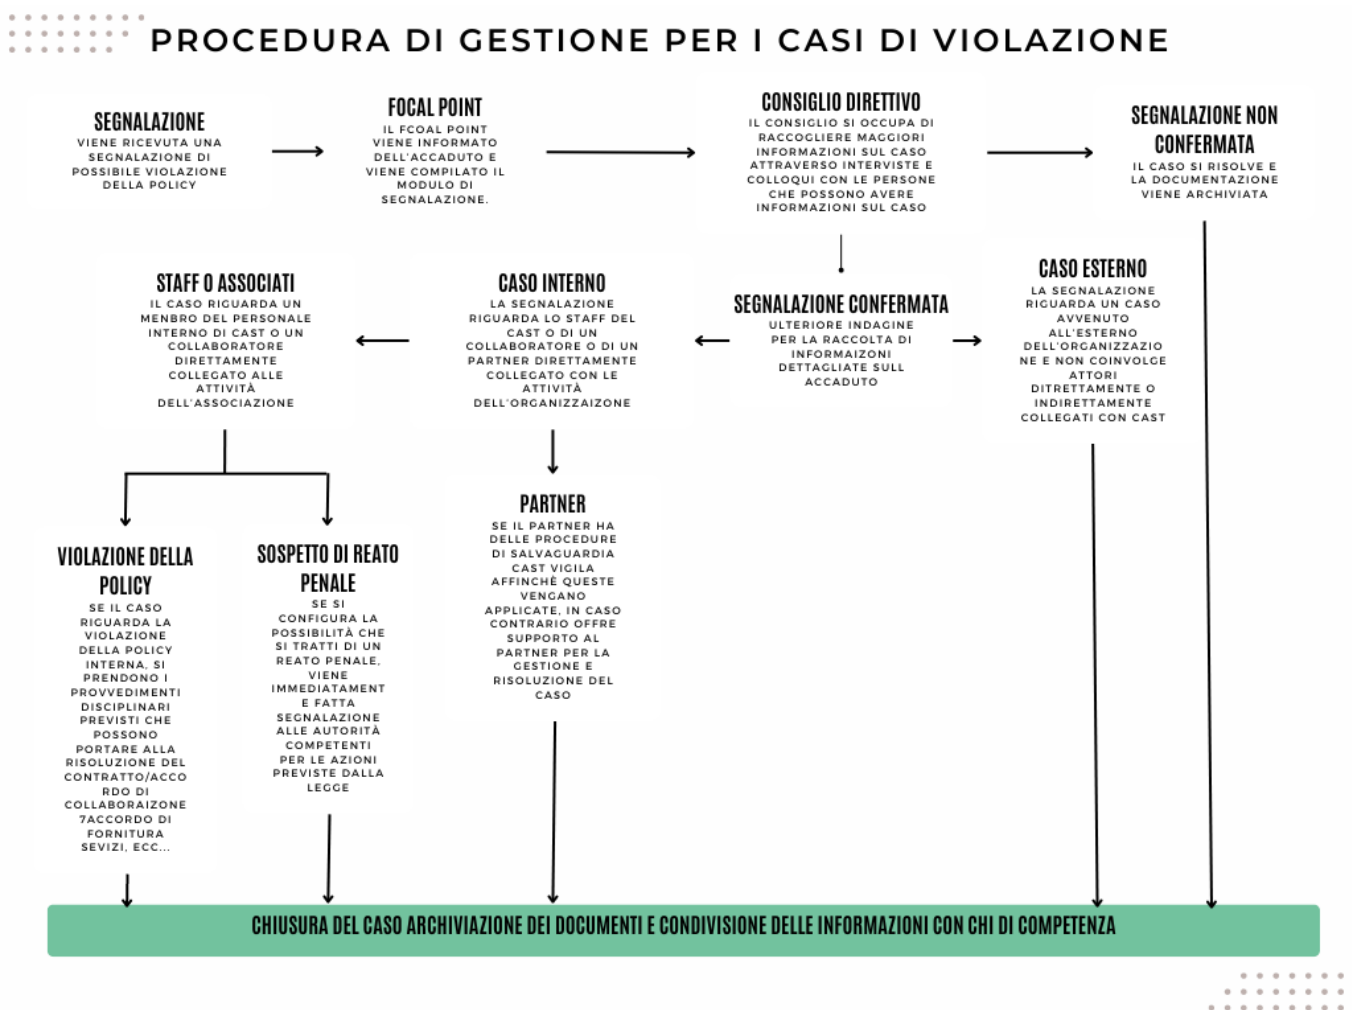 PROCEDURA DI GESTIONE PER I CASI DI VIOLAZIONE
SEGNALAZIONE
VIENE RICEVUTA UNA
SEGNALAZIONE DI
POSSIBILE VIOLAZIONE
DELLA POLICY
FOCAL POINT
IL FCOAL POINT
VIENE INFORMATO
DELL'ACCADUTO E
VIENE COMPILATO IL
MODULO DI
SEGNALAZIONE.
CONSIGLIO DIRETTIVO
IL CONSIGLIO SI OCCUPA DI
RACCOGLIERE MAGGIORI
INFORMAZIONI SUL CASO
ATTRAVERSO INTERVISTE E
COLLOQUI CON LE PERSONE
CHE POSSONO AVERE
INFORMAZIONI SUL CASO
SEGNALAZIONE NON
CONFERMATA
IL CASO SI RISOLVE E
LA DOCUMENTAZIONE
VIENE ARCHIVIATA
STAFF O ASSOCIATI
IL CASO RIGUARDA UN
MENBRO DEL PERSONALE
INTERNO DI CAST O UN
COLLABORATORE
DIRETTAMENTE
COLLEGATO ALLE
ATTIVITÀ
DELL'ASSOCIAZIONE
CASO INTERNO
LA SEGNALAZIONE
RIGUARDA LO STAFF DEL
CAST O DI UN
COLLABORATORE O DI UN
PARTNER DIRETTAMENTE
COLLEGATO CON LE
ATTIVITÀ
DELL'ORGANIZZAIZONE
SEGNALAZIONE CONFERMATA
ULTERIORE INDAGINE
PER LA RACCOLTA DI
INFORMAIZONI
DETTAGLIATE SULL
ACCADUTO
CASO ESTERNO
LA SEGNALAZIONE
RIGUARDA UN CASO
AVVENUTO
ALL'ESTERNO
DELL'ORGANIZZAZIO
NE E NON COINVOLGE
ATTORI
DITRETTAMENTE O
INDIRETTAMENTE
COLLEGATI CON CAST
VIOLAZIONE DELLA
POLICY
SE IL CASO
RIGUARDA LA
VIOLAZIONE
DELLA POLICY
INTERNA, SI
PRENDONO I
PROVVEDIMENTI
DISCIPLINARI
PREVISTI CHE
POSSONO
PORTARE ALLA
RISOLUZIONE DEL
CONTRATTO/ACCO
RDO DI
COLLABORAIZONE
7ACCORDO DI
FORNITURA
SEVIZI, ECC...
SOSPETTO DI REATO
PENALE
SE SI
CONFIGURA LA
POSSIBILITÀ CHE
SI TRATTI DI UN
REATO PENALE,
VIENE
IMMEDIATAMENT
E FATTA
SEGNALAZIONE
ALLE AUTORITÀ
COMPETENTI
PER LE AZIONI
PREVISTE DALLA
LEGGE
PARTNER
SE IL PARTNER HA
DELLE PROCEDURE
DI SALVAGUARDIA
CAST VIGILA
AFFINCHÈ QUESTE
VENGANO
APPLICATE, IN CASO
CONTRARIO OFFRE
SUPPORTO AL
PARTNER PER LA
GESTIONE E
RISOLUZIONE DEL
CASO
CHIUSURA DEL CASO ARCHIVIAZIONE DEI DOCUMENTI E CONDIVISIONE DELLE INFORMAZIONI CON CHI DI COMPETENZA